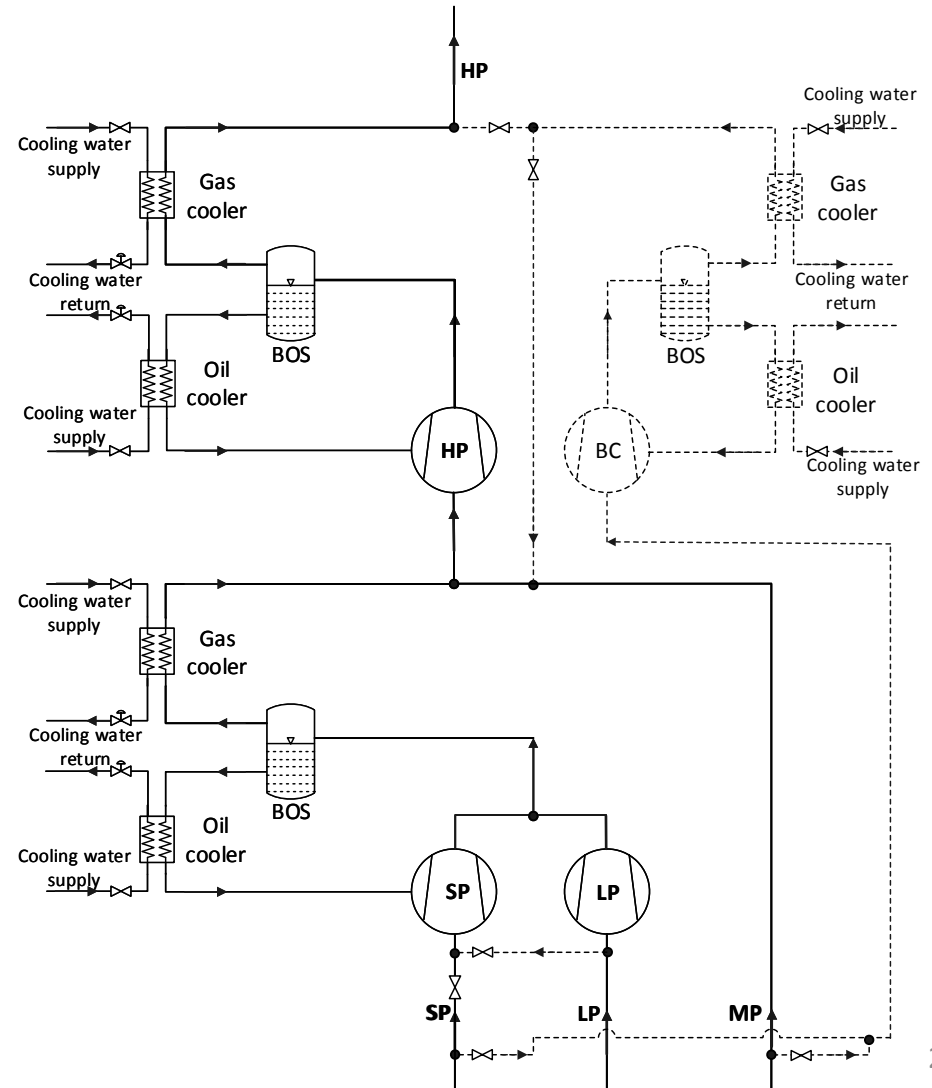 HP
Cooling water
supply
Cooling water
supply
Gas
cooler
Gas
cooler
Cooling water
return
Cooling water
return
BOS
BOS
Oil
cooler
Oil
cooler
Cooling water
supply
HP
BC
Cooling water
supply
Cooling water
supply
Gas
cooler
Cooling water
return
BOS
Oil
cooler
Cooling water
supply
SP
LP
SP
LP
MP